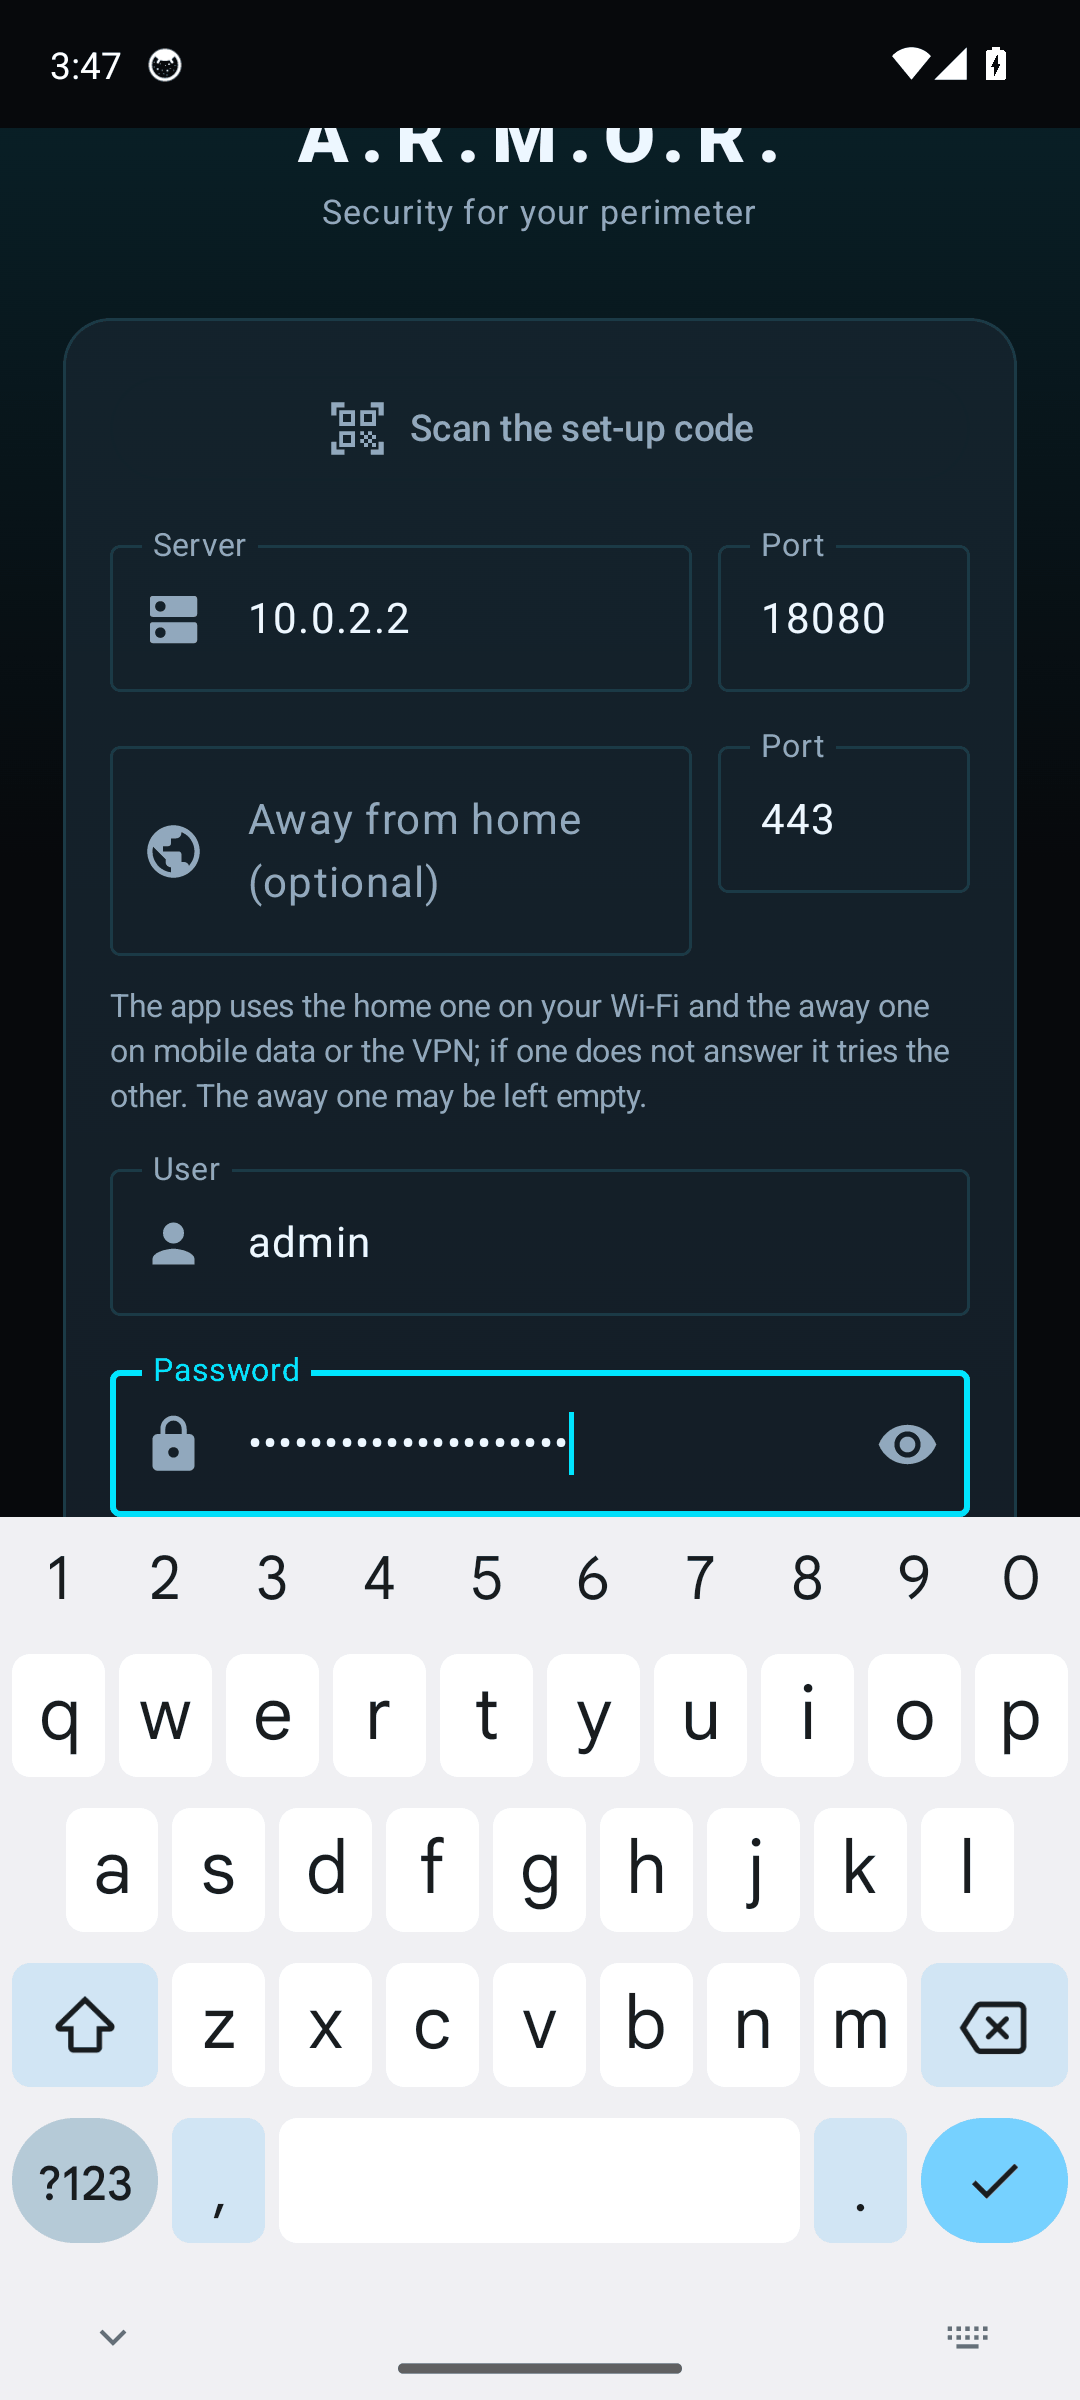 3:47
A.R.M.O.R.
Security for your perimeter
Scan the set-up code
Server
Port
10.0.2.2
18080
Port
Away from home
(optional)
443
The app uses the home one on your Wi-Fi and the away one
on mobile data or the VPN; if one does not answer it tries the
other. The away one may be left empty.
User
admin
Password
•••••••••••••••••••••
1 2 3 4 5 6 7 8 9 0
q w e r t y u i o p
a s d f g h j k l
z x c v b n m
?123 , .